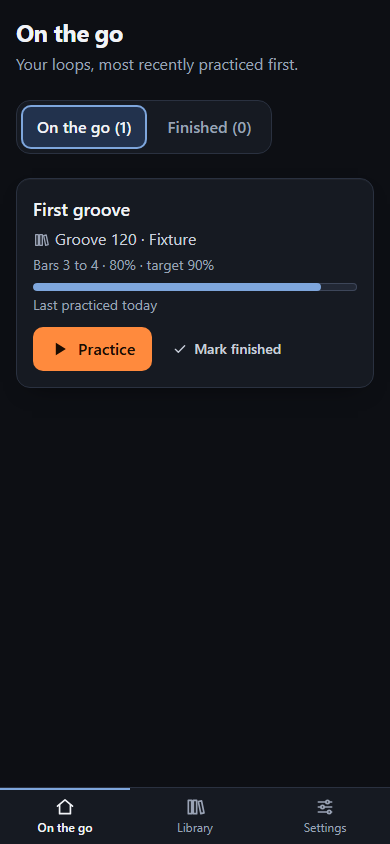 On the go
Your loops, most recently practiced first.
On the go (1)
Finished (0)
First groove
Groove 120 · Fixture
Bars 3 to 4 · 80% · target 90%
Last practiced today
Practice
Mark finished
On the go
Library
Settings